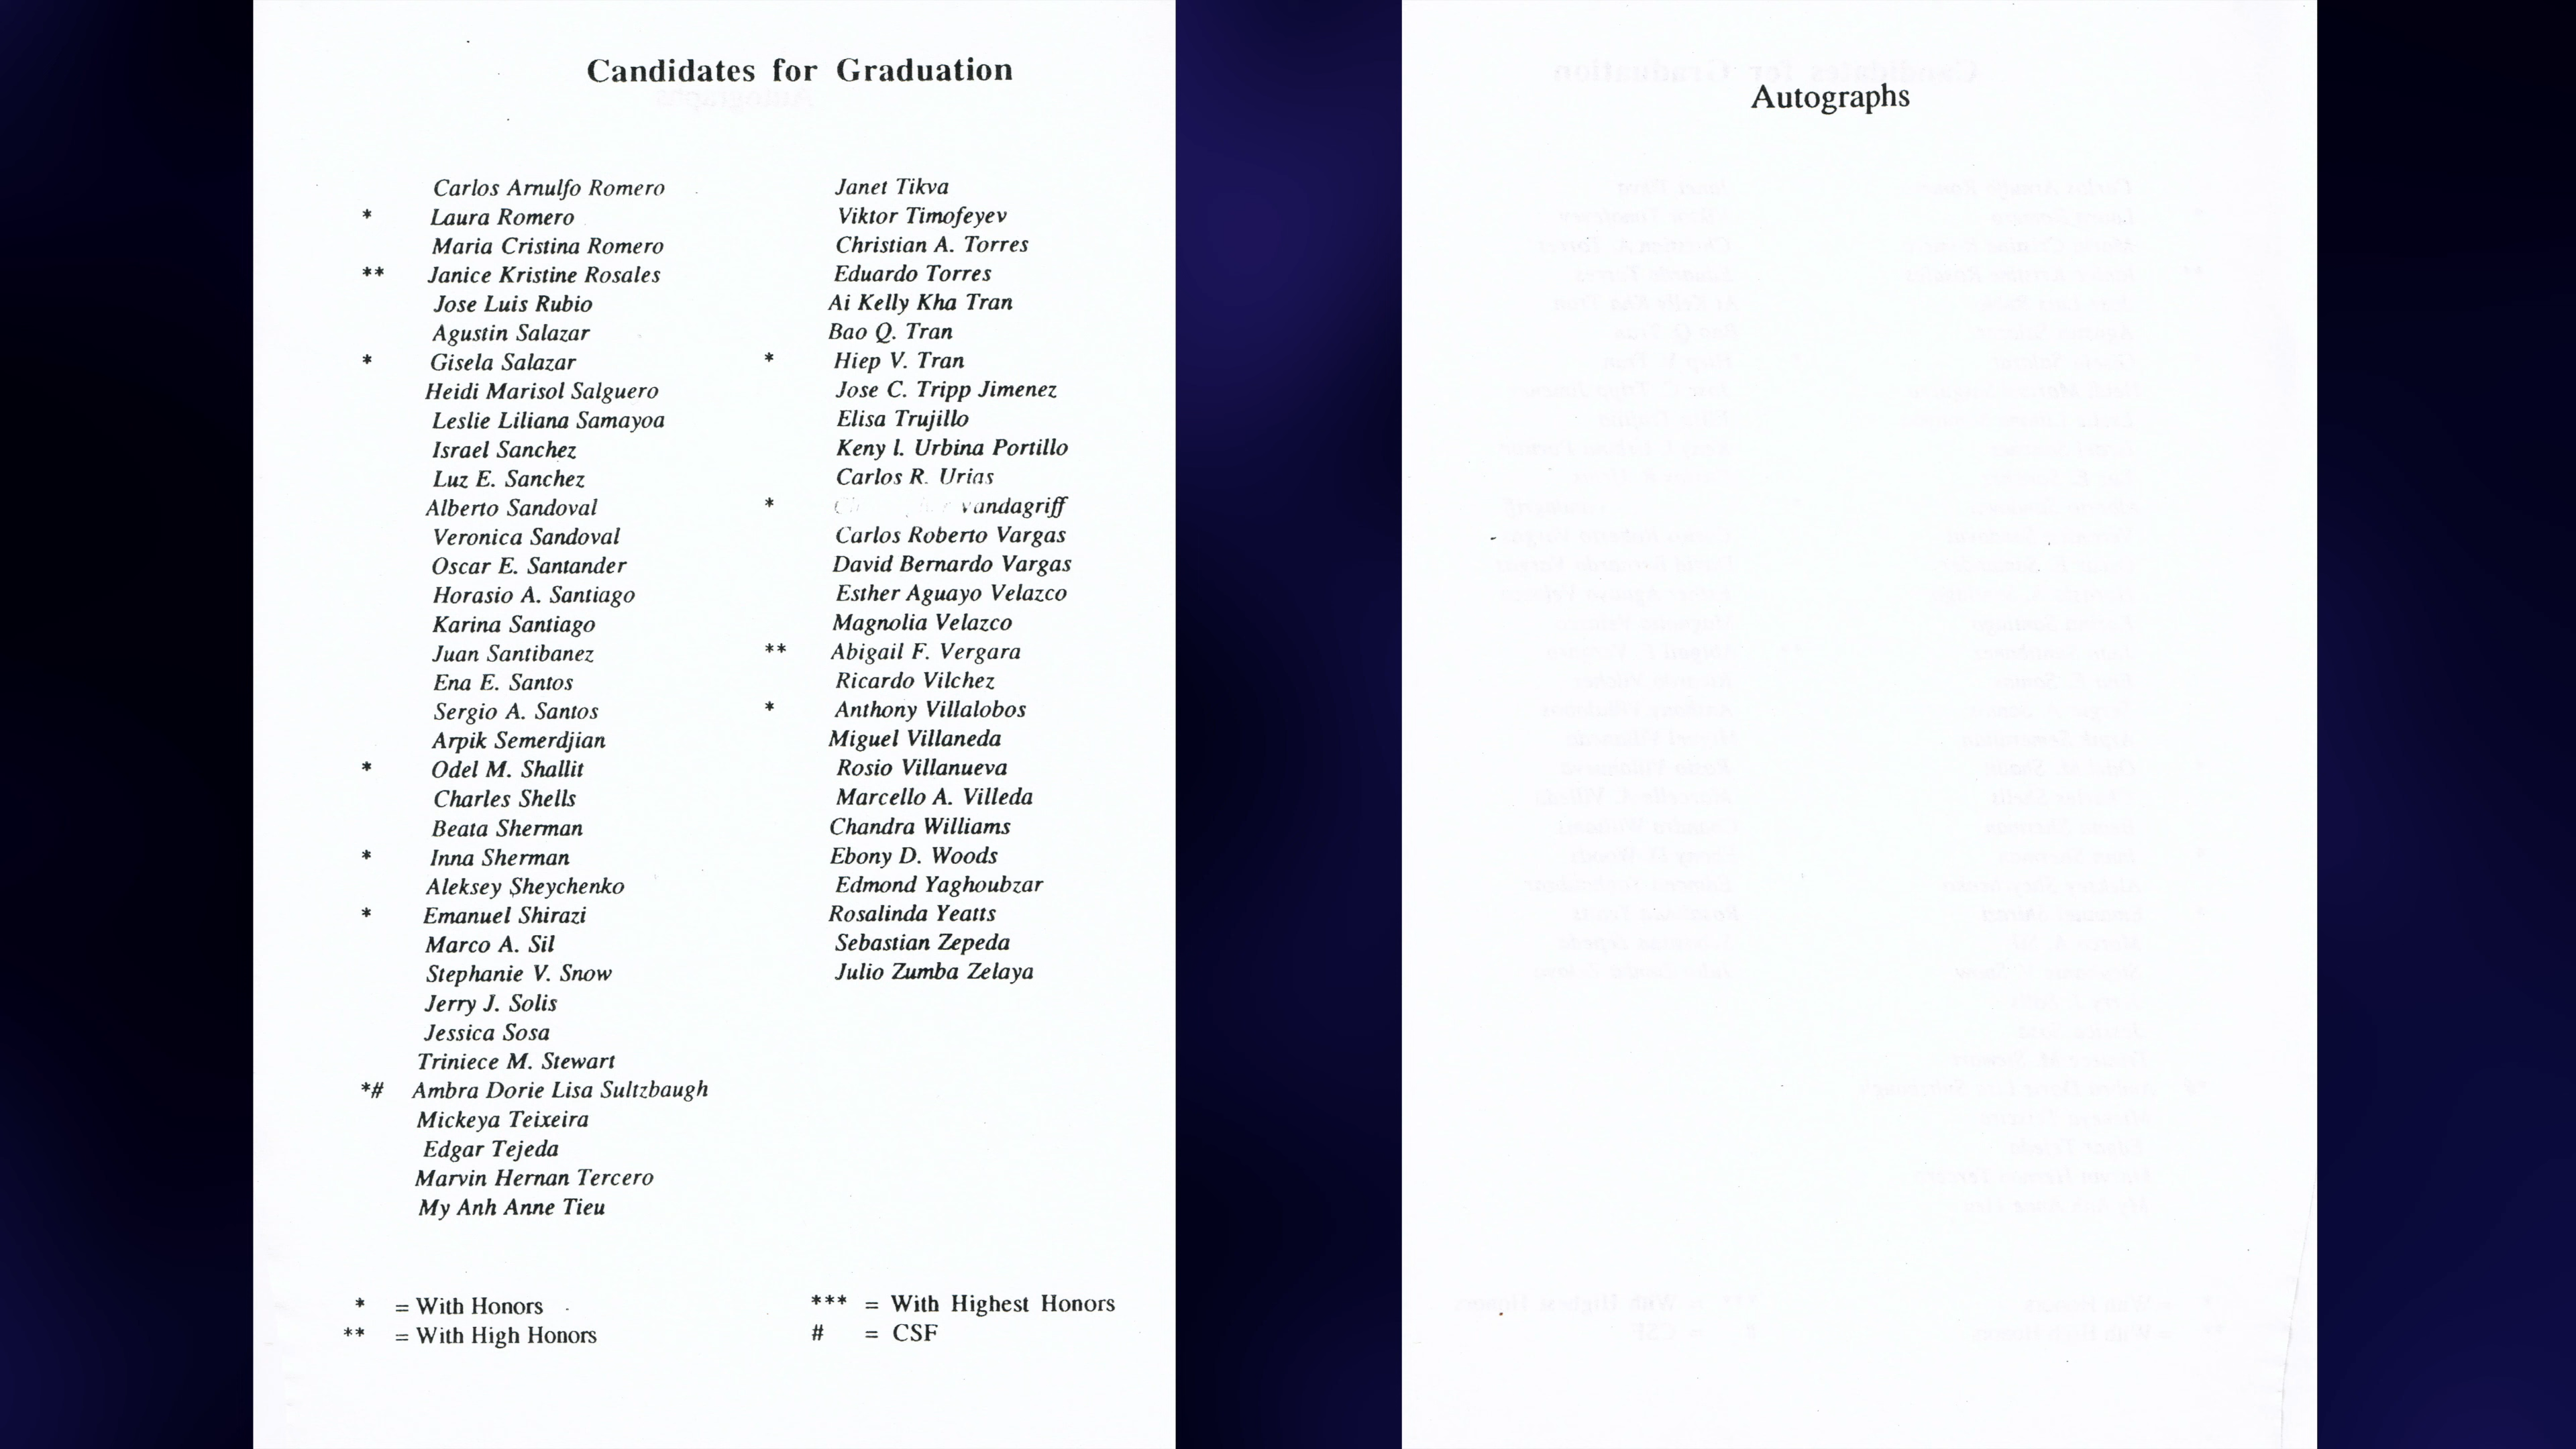 Candidates for Graduation
Carlos Arnulfo Romero
* Laura Romero
Maria Cristina Romero
** Janice Kristine Rosales
Jose Luis Rubio
Agustin Salazar
* Gisela Salazar
Heidi Marisol Salguero
Leslie Liliana Samayoa
Israel Sanchez
Luz E. Sanchez
Alberto Sandoval
Veronica Sandoval
Oscar E. Santander
Horasio A. Santiago
Karina Santiago
Juan Santibanez
Ena E. Santos
Sergio A. Santos
Arpik Semerdjian
* Odel M. Shallit
Charles Shells
Beata Sherman
* Inna Sherman
Aleksey Sheychenko
* Emanuel Shirazi
Marco A. Sil
Stephanie V. Snow
Jerry J. Solis
Jessica Sosa
Triniece M. Stewart
*# Ambra Dorie Lisa Sultzbaugh
Mickeya Teixeira
Edgar Tejeda
Marvin Hernan Tercero
My Anh Anne Tieu
Janet Tikva
Viktor Timofeyev
Christian A. Torres
Eduardo Torres
Ai Kelly Kha Tran
Bao Q. Tran
* Hiep V. Tran
Jose C. Tripp Jimenez
Elisa Trujillo
Keny l. Urbina Portillo
Carlos R. Urias
* Vandagriff
Carlos Roberto Vargas
David Bernardo Vargas
Esther Aguayo Velazco
Magnolia Velazco
** Abigail F. Vergara
Ricardo Vilchez
* Anthony Villalobos
Miguel Villaneda
Rosio Villanueva
Marcello A. Villeda
Chandra Williams
Ebony D. Woods
Edmond Yaghoubzar
Rosalinda Yeatts
Sebastian Zepeda
Julio Zumba Zelaya
* = With Honors
** = With High Honors
*** = With Highest Honors
# = CSF
Autographs